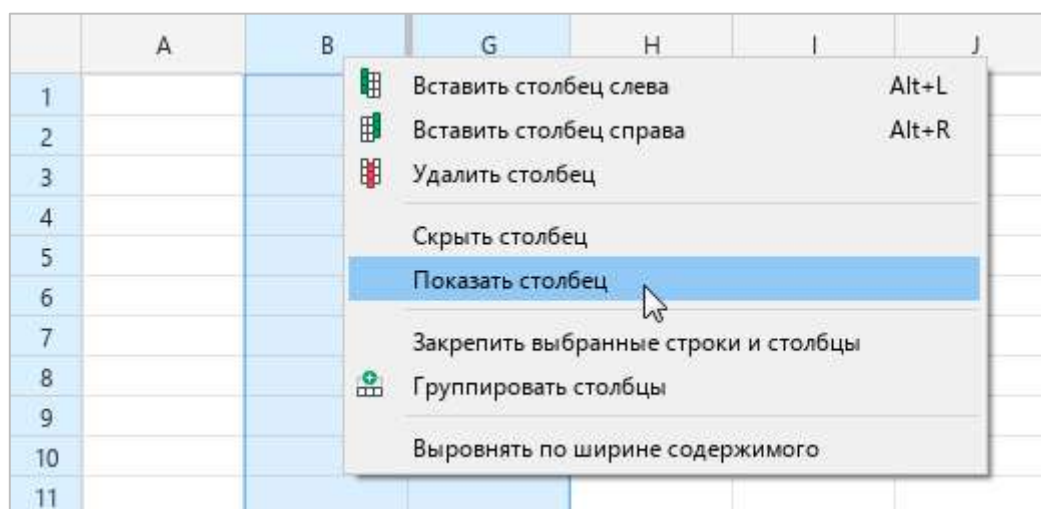 A B G H I J
1
Вставить столбец слева Alt+L
2
Вставить столбец справа Alt+R
3
Удалить столбец
4
Скрыть столбец
5
Показать столбец
6
7
Закрепить выбранные строки и столбцы
8
Группировать столбцы
9
10
Выровнять по ширине содержимого
11